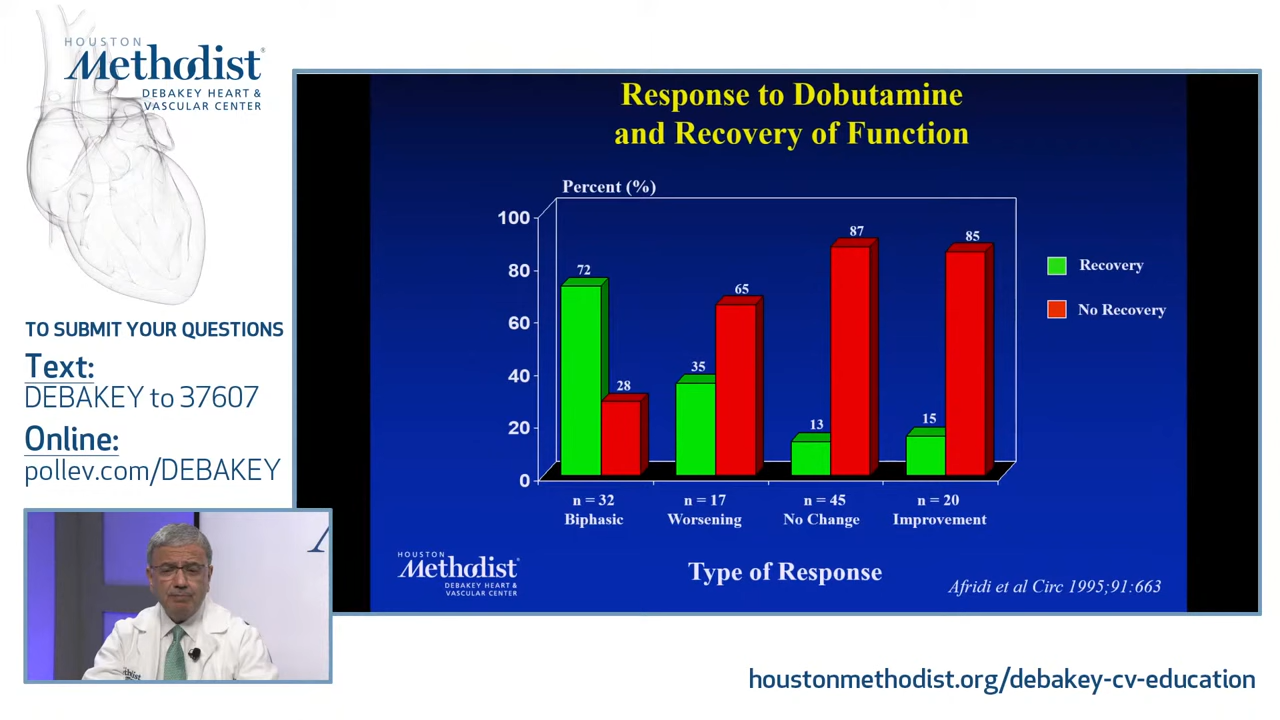 HOUSTON
Methodist®
DEBAKEY HEART &
VASCULAR CENTER
TO SUBMIT YOUR QUESTIONS
Text:
DEBAKEY to 37607
Online:
pollev.com/DEBAKEY
Response to Dobutamine
and Recovery of Function
Percent (%)
100
80
60
40
20
0
72
28
35
65
13
87
15
85
Recovery
No Recovery
n = 32
Biphasic
n = 17
Worsening
n = 45
No Change
n = 20
Improvement
Type of Response
HOUSTON
Methodist
DEBAKEY HEART &
VASCULAR CENTER
Afridi et al Circ 1995;91:663
houstonmethodist.org/debakey-cv-education